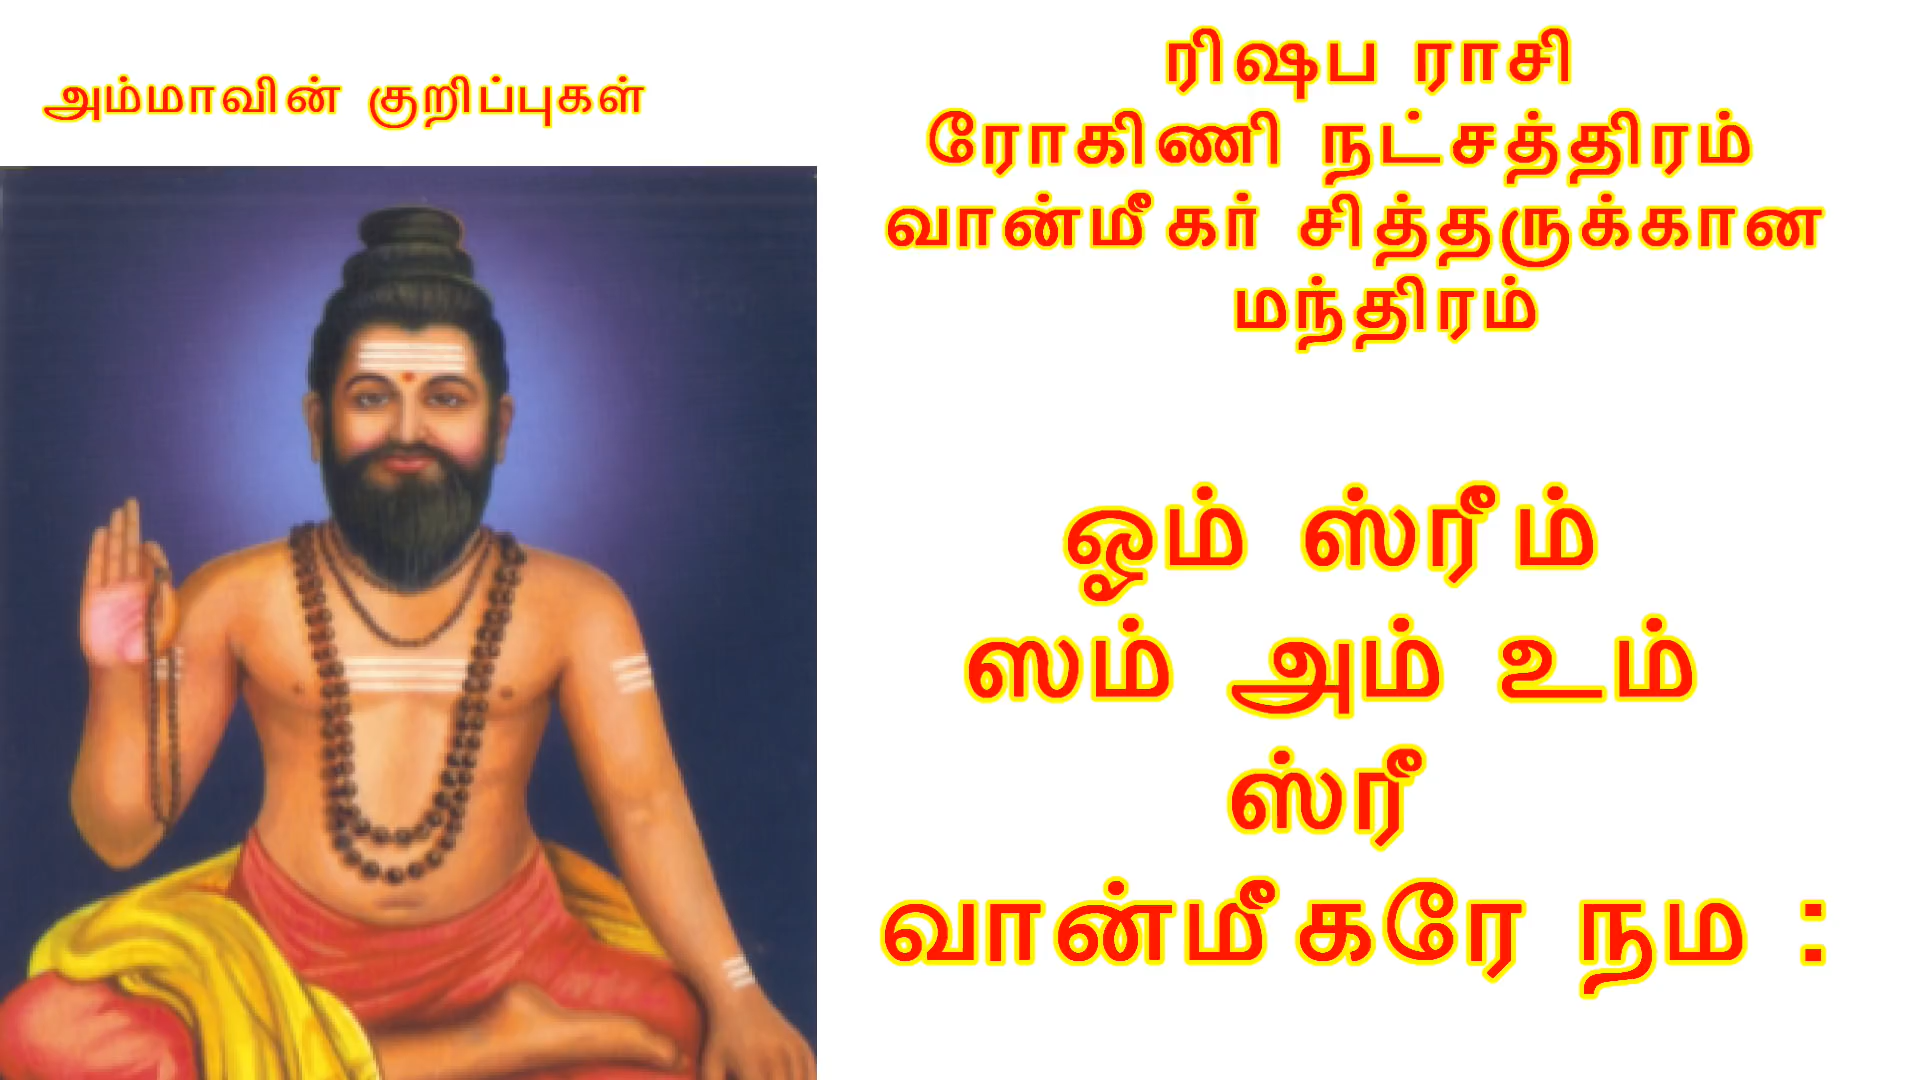 அம்மாவின் குறிப்புகள்
ரிஷப ராசி
ரோகிணி நட்சத்திரம்
வான்மீகர் சித்தருக்கான
மந்திரம்
ஓம் ஸ்ரீம்
ஸம் அம் உம்
ஸ்ரீ
வான்மீகரே நம :